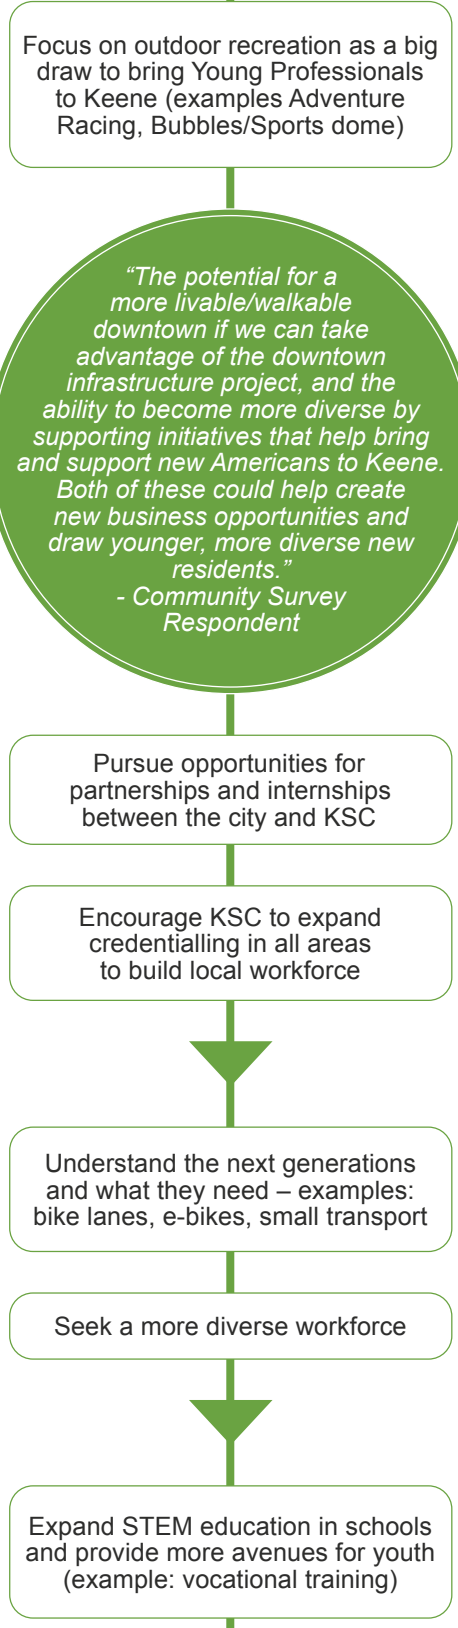 Focus on outdoor recreation as a big
draw to bring Young Professionals
to Keene (examples Adventure
Racing, Bubbles/Sports dome)
“The potential for a
more livable/walkable
downtown if we can take
advantage of the downtown
infrastructure project, and the
ability to become more diverse by
supporting initiatives that help bring
and support new Americans to Keene.
Both of these could help create
new business opportunities and
draw younger, more diverse new
residents.”
- Community Survey
Respondent
Pursue opportunities for
partnerships and internships
between the city and KSC
Encourage KSC to expand
credentialling in all areas
to build local workforce
Understand the next generations
and what they need – examples:
bike lanes, e-bikes, small transport
Seek a more diverse workforce
Expand STEM education in schools
and provide more avenues for youth
(example: vocational training)